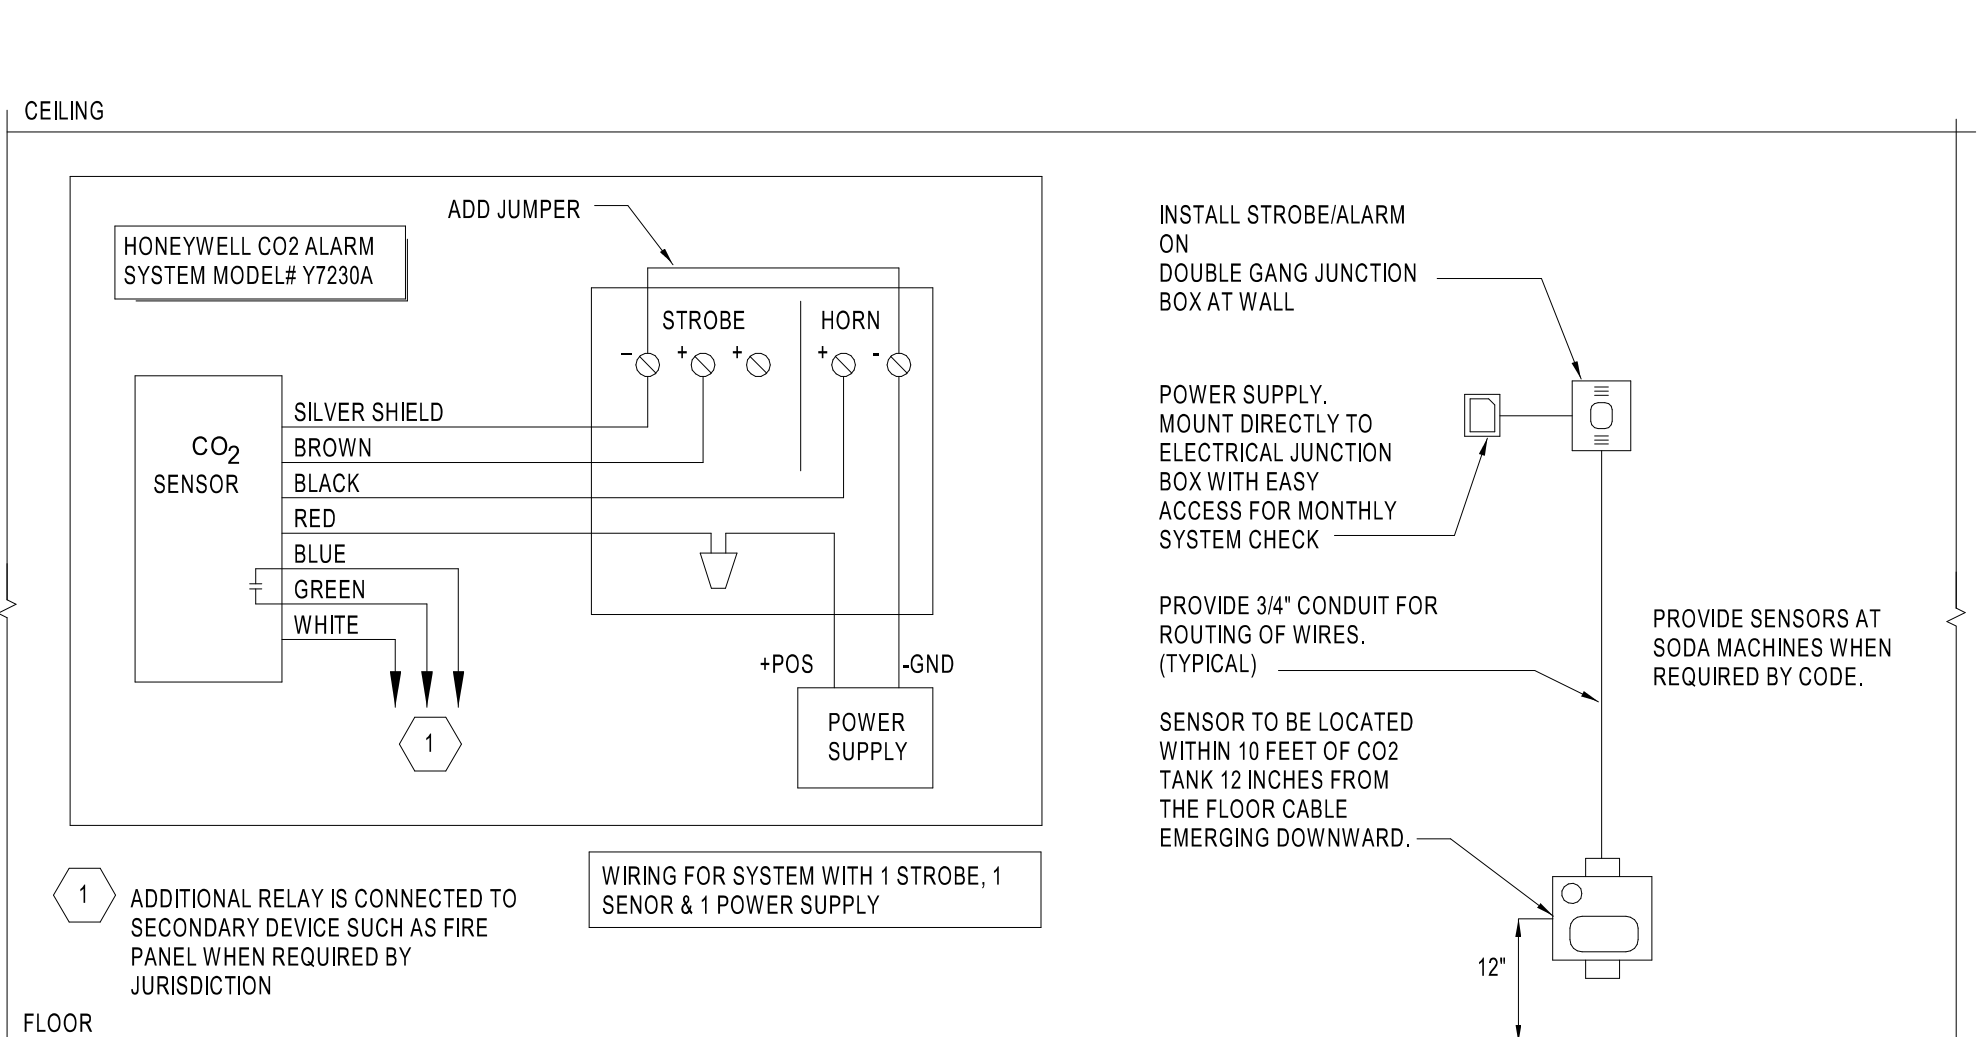 CEILING
ADD JUMPER
HONEYWELL CO2 ALARM
SYSTEM MODEL# Y7230A
STROBE
HORN
− + + + -
CO2
SENSOR
SILVER SHIELD
BROWN
BLACK
RED
BLUE
GREEN
WHITE
+POS
-GND
POWER
SUPPLY
1
1
ADDITIONAL RELAY IS CONNECTED TO
SECONDARY DEVICE SUCH AS FIRE
PANEL WHEN REQUIRED BY
JURISDICTION
WIRING FOR SYSTEM WITH 1 STROBE, 1
SENOR & 1 POWER SUPPLY
FLOOR
INSTALL STROBE/ALARM
ON
DOUBLE GANG JUNCTION
BOX AT WALL
POWER SUPPLY.
MOUNT DIRECTLY TO
ELECTRICAL JUNCTION
BOX WITH EASY
ACCESS FOR MONTHLY
SYSTEM CHECK
PROVIDE 3/4" CONDUIT FOR
ROUTING OF WIRES.
(TYPICAL)
SENSOR TO BE LOCATED
WITHIN 10 FEET OF CO2
TANK 12 INCHES FROM
THE FLOOR CABLE
EMERGING DOWNWARD.
12"
PROVIDE SENSORS AT
SODA MACHINES WHEN
REQUIRED BY CODE.